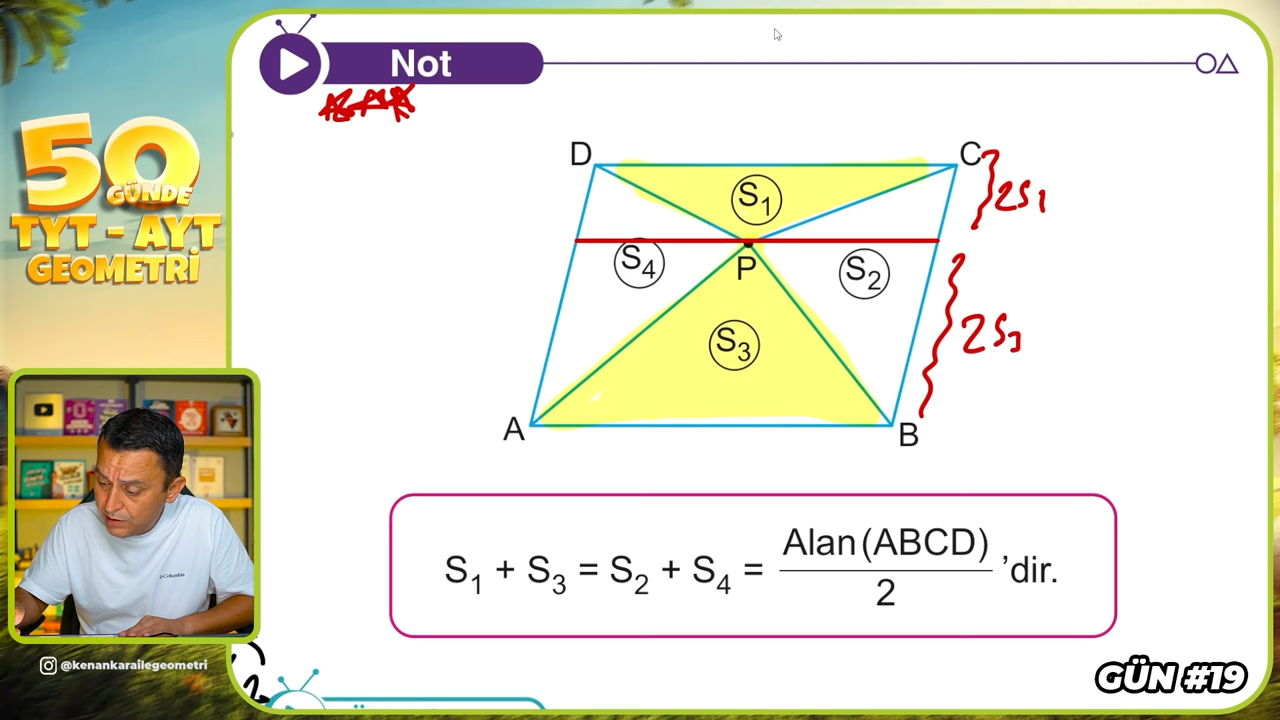 Not
50
GÜNDE
TYT - AYT
GEOMETRİ
D
C
S₁
2S₁
S₄
P
S₂
S₃
2S₃
A
B
S₁ + S₃ = S₂ + S₄ = Alan(ABCD) / 2 'dir.
@kenankarailegeometri
GÜN #19